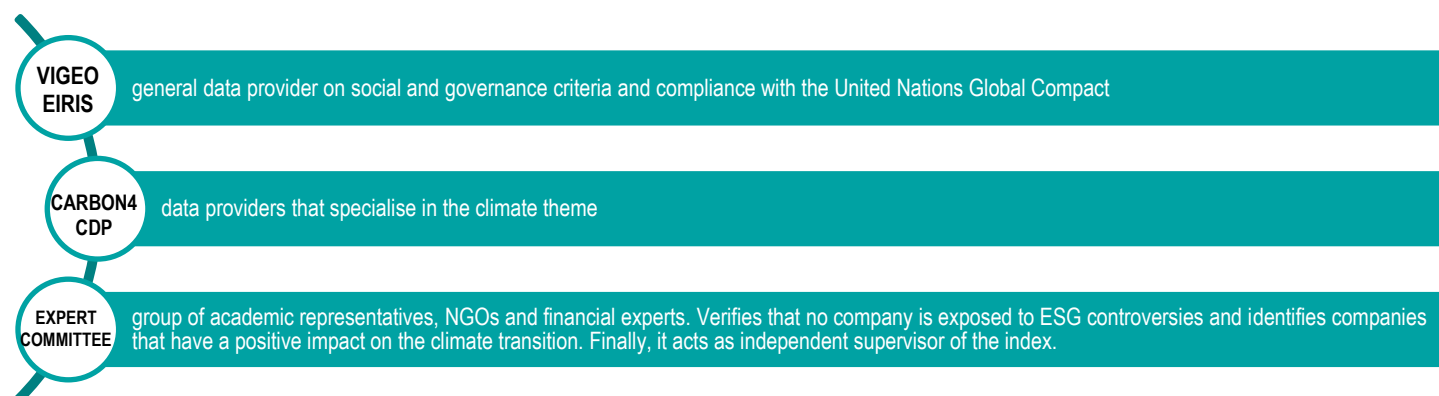 VIGEO
EIRIS
general data provider on social and governance criteria and compliance with the United Nations Global Compact
CARBON4
CDP
data providers that specialise in the climate theme
EXPERT
COMMITTEE
group of academic representatives, NGOs and financial experts. Verifies that no company is exposed to ESG controversies and identifies companies
that have a positive impact on the climate transition. Finally, it acts as independent supervisor of the index.